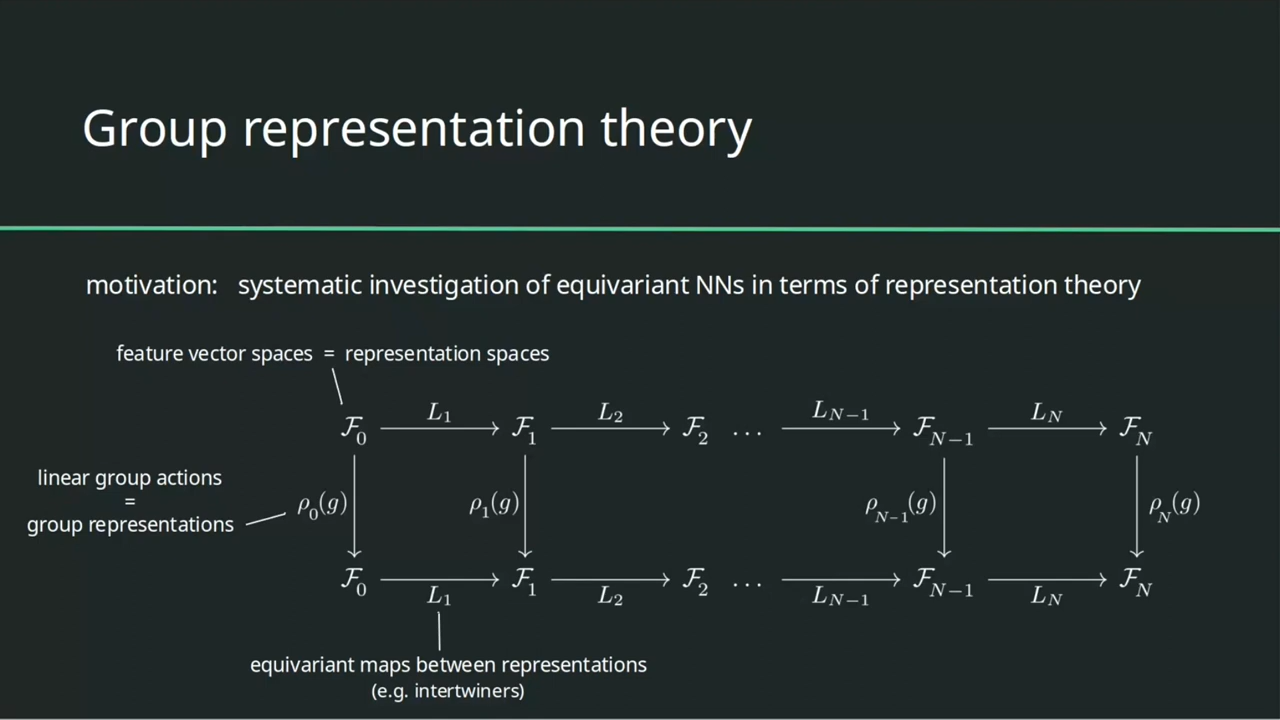 Group representation theory
motivation: systematic investigation of equivariant NNs in terms of representation theory
feature vector spaces = representation spaces
L₁ L₂ L_{N−1} L_N
ℱ₀ ℱ₁ ℱ₂ ... ℱ_{N−1} ℱ_N
linear group actions
=
group representations
ρ₀(g) ρ₁(g) ρ_{N−1}(g) ρ_N(g)
ℱ₀ ℱ₁ ℱ₂ ... ℱ_{N−1} ℱ_N
L₁ L₂ L_{N−1} L_N
equivariant maps between representations
(e.g. intertwiners)